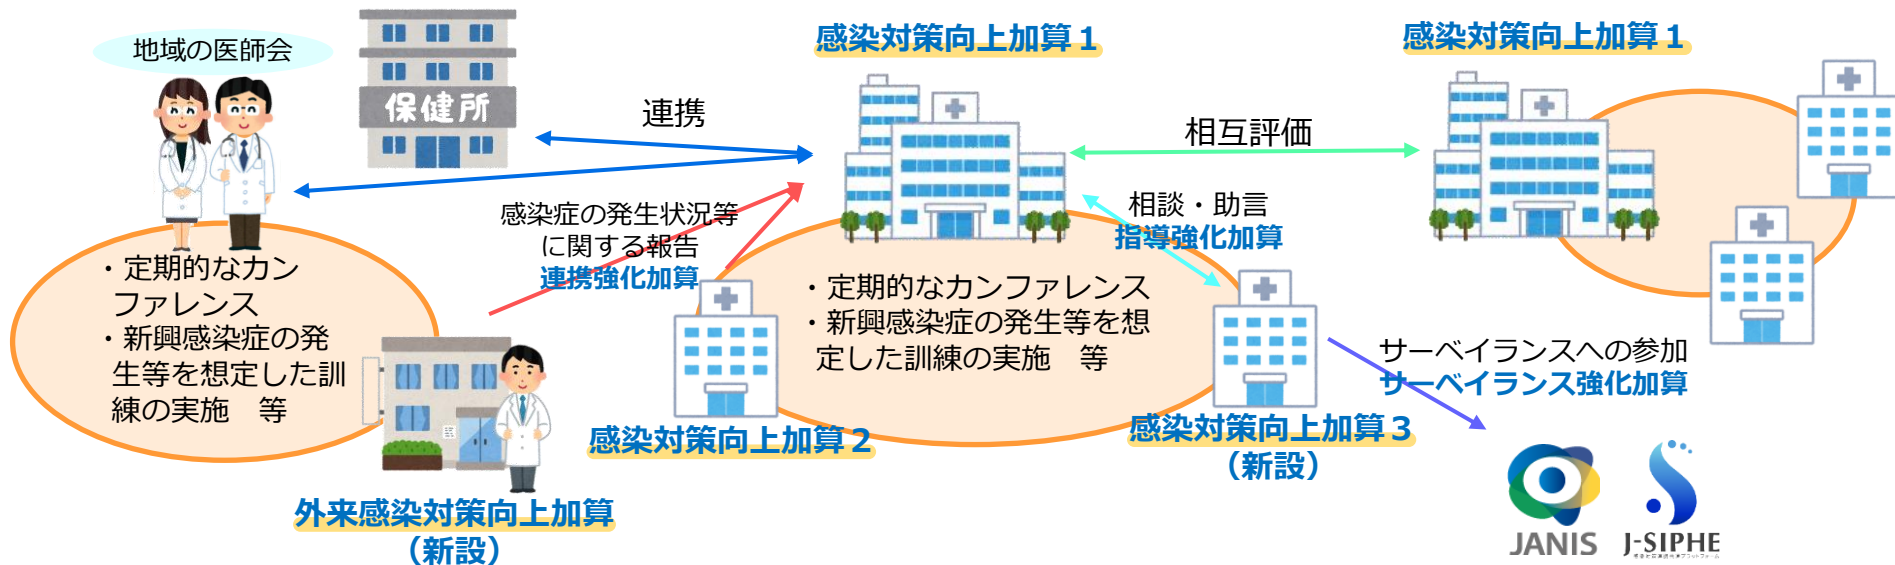 地域の医師会
保健所
連携
感染対策向上加算１
相互評価
感染対策向上加算１
感染症の発生状況等
に関する報告
連携強化加算
相談・助言
指導強化加算
・定期的なカン
ファレンス
・新興感染症の発
生等を想定した訓
練の実施　等
・定期的なカンファレンス
・新興感染症の発生等を想
定した訓練の実施　等
サーベイランスへの参加
サーベイランス強化加算
感染対策向上加算２
感染対策向上加算３
（新設）
外来感染対策向上加算
（新設）
JANIS
J-SIPHE